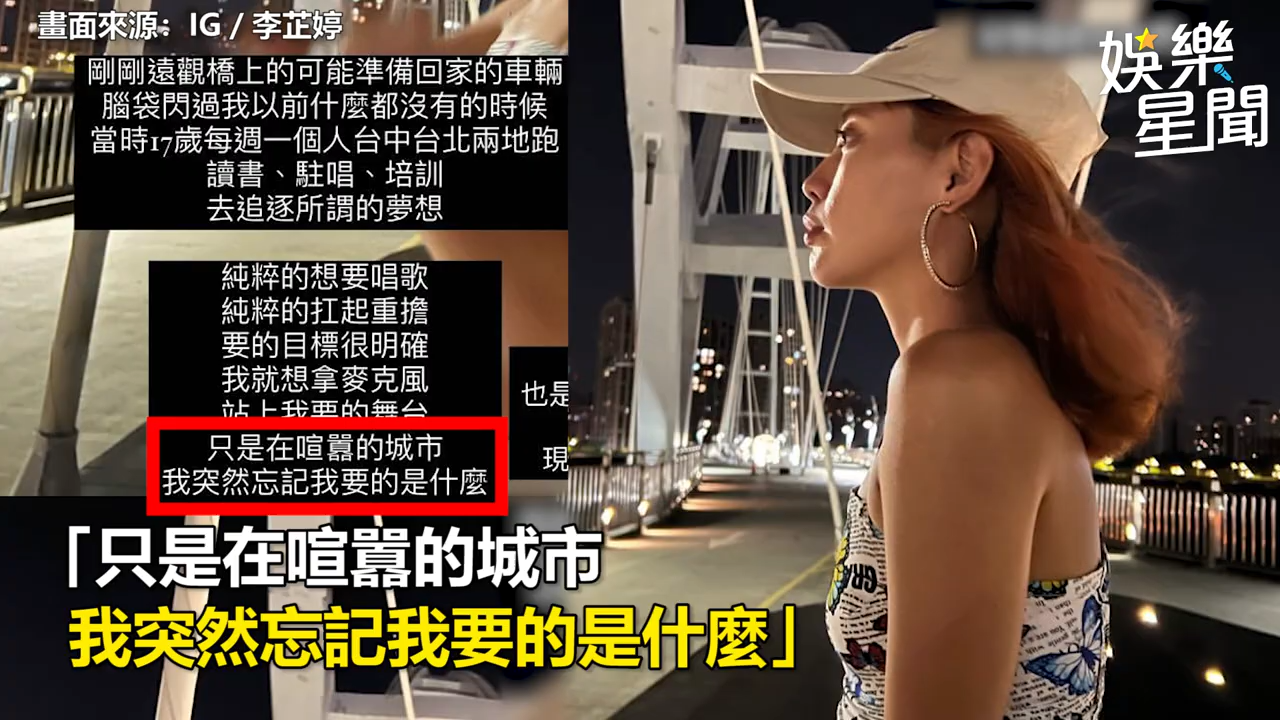 畫面來源：IG / 李芷婷
娛樂
星聞
剛剛遠觀橋上的可能準備回家的車輛
腦袋閃過我以前什麼都沒有的時候
當時17歲每週一個人台中台北兩地跑
讀書、駐唱、培訓
去追逐所謂的夢想
純粹的想要唱歌
純粹的扛起重擔
要的目標很明確
我就想拿麥克風
站上我要的舞台
也是
現
只是在喧囂的城市
我突然忘記我要的是什麼
「只是在喧囂的城市
我突然忘記我要的是什麼」